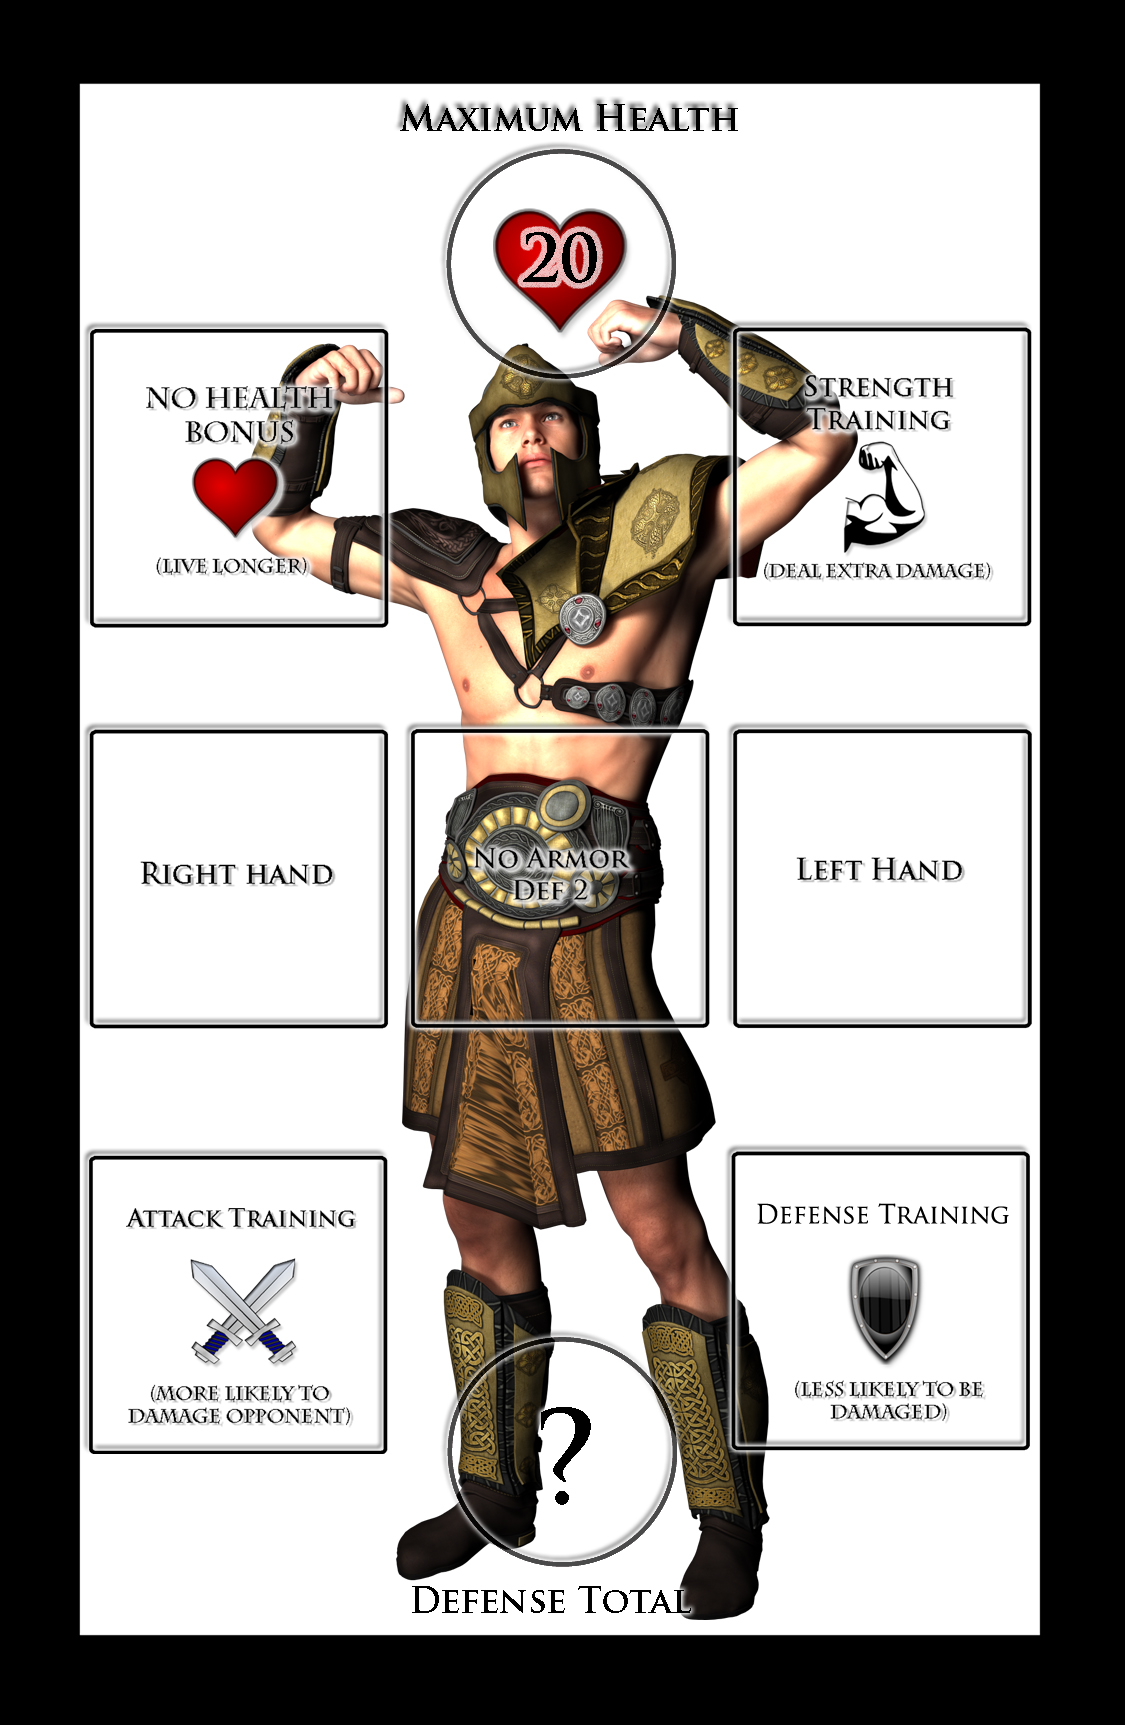 Maximum Health
20
NO HEALTH
BONUS
(LIVE LONGER)
Strength
Training
(DEAL EXTRA DAMAGE)
Right hand
No Armor
Def 2
Left Hand
Attack Training
(MORE LIKELY TO
DAMAGE OPPONENT)
Defense Training
(LESS LIKELY TO BE
DAMAGED)
?
Defense Total